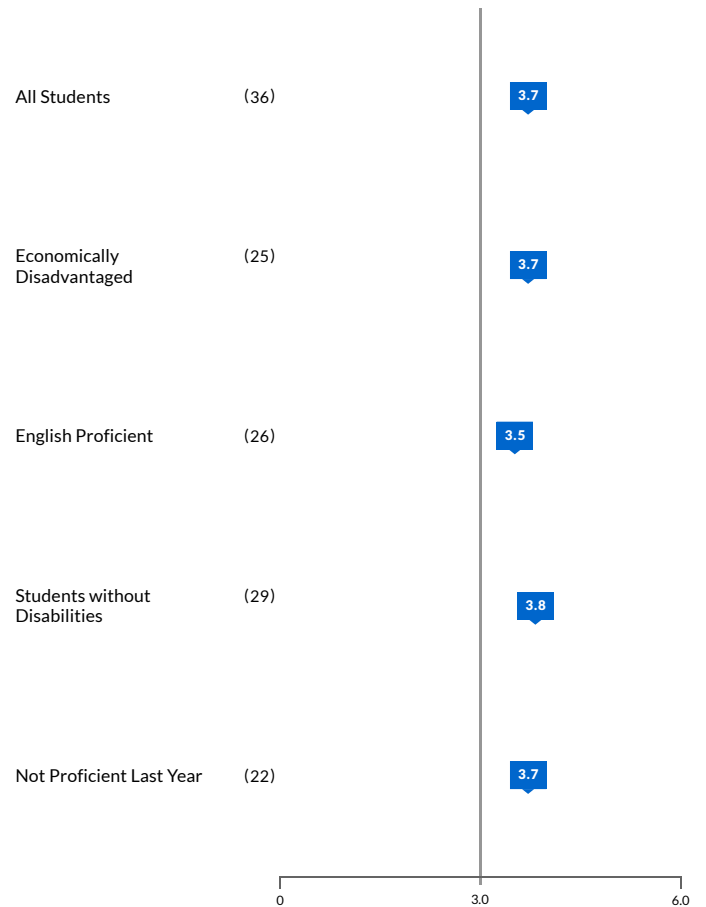 All Students (36) 3.7
Economically
Disadvantaged (25) 3.7
English Proficient (26) 3.5
Students without
Disabilities (29) 3.8
Not Proficient Last Year (22) 3.7
0 3.0 6.0